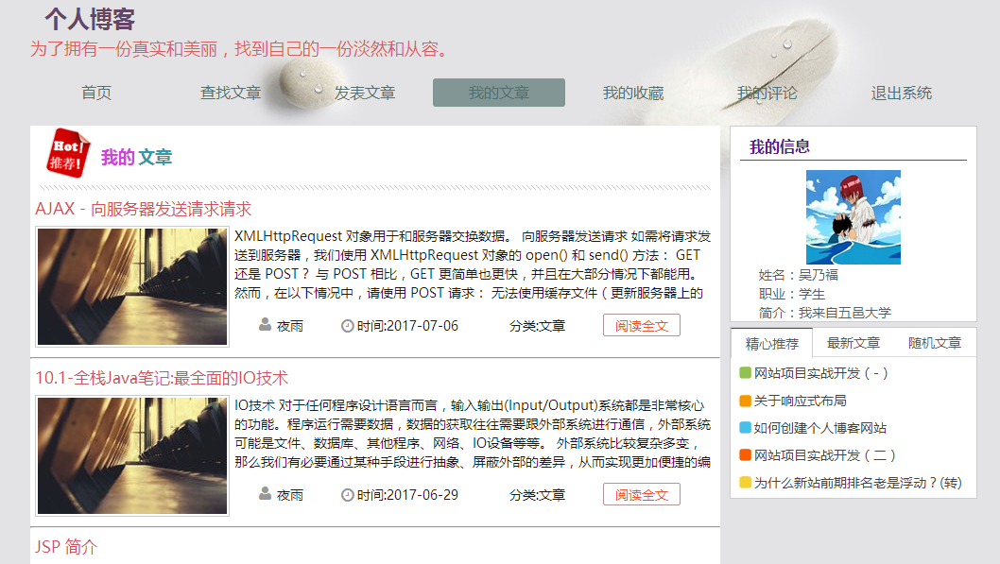 个人博客
为了拥有一份真实和美丽，找到自己的一份淡然和从容。
首页 查找文章 发表文章 我的文章 我的收藏 我的评论 退出系统
Hot!
推荐!
我的 文章
AJAX - 向服务器发送请求请求
XMLHttpRequest 对象用于和服务器交换数据。 向服务器发送请求 如需将请求发
送到服务器，我们使用 XMLHttpRequest 对象的 open() 和 send() 方法： GET
还是 POST？ 与 POST 相比，GET 更简单也更快，并且在大部分情况下都能用。
然而，在以下情况中，请使用 POST 请求： 无法使用缓存文件（更新服务器上的
夜雨 时间:2017-07-06 分类:文章 阅读全文
10.1-全栈Java笔记:最全面的IO技术
IO技术 对于任何程序设计语言而言，输入输出(Input/Output)系统都是非常核心
的功能。程序运行需要数据，数据的获取往往需要跟外部系统进行通信，外部系统
可能是文件、数据库、其他程序、网络、IO设备等等。 外部系统比较复杂多变，
那么我们有必要通过某种手段进行抽象、屏蔽外部的差异，从而实现更加便捷的编
夜雨 时间:2017-06-29 分类:文章 阅读全文
JSP 简介
我的信息
姓名：吴乃福
职业：学生
简介：我来自五邑大学
精心推荐 最新文章 随机文章
网站项目实战开发（-）
关于响应式布局
如何创建个人博客网站
网站项目实战开发（二）
为什么新站前期排名老是浮动？(转)